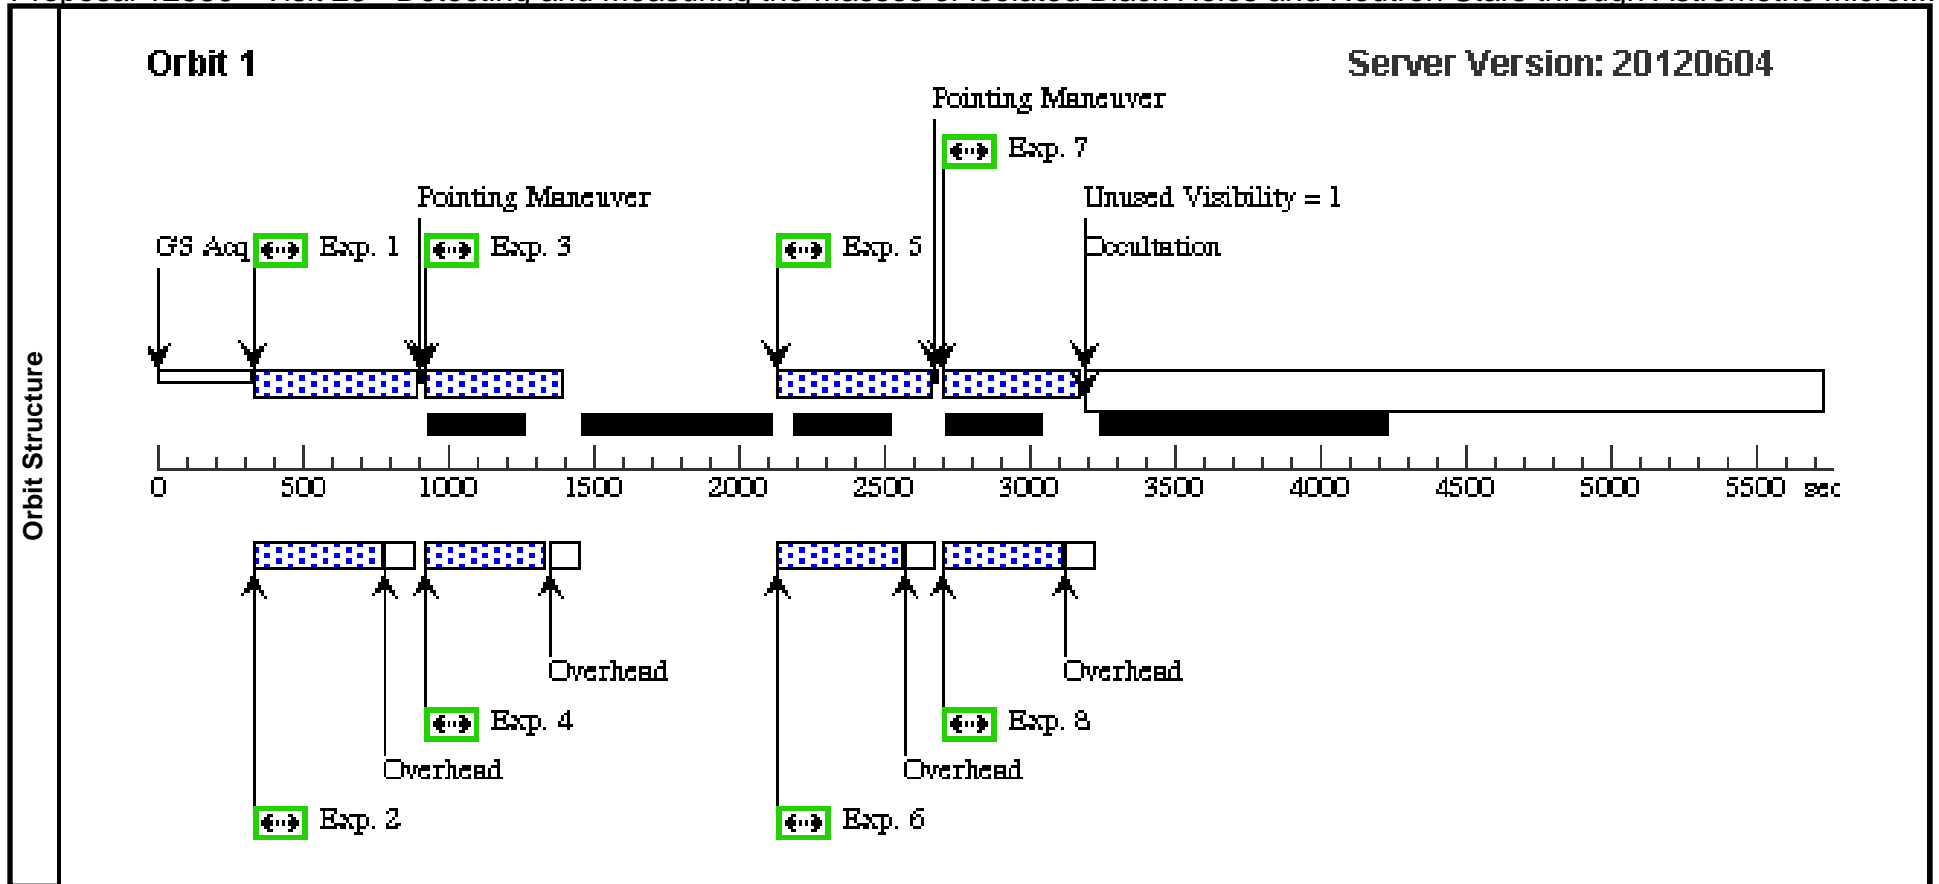 Orbit 1
Server Version: 20120604
Pointing Maneuver
Exp. 7
Pointing Maneuver
Unused Visibility = 1
GS Acq
Exp. 1
Exp. 3
Exp. 5
Occultation
Orbit Structure
0 500 1000 1500 2000 2500 3000 3500 4000 4500 5000 5500 sec
Overhead
Overhead
Exp. 4
Exp. 8
Overhead
Overhead
Exp. 2
Exp. 6